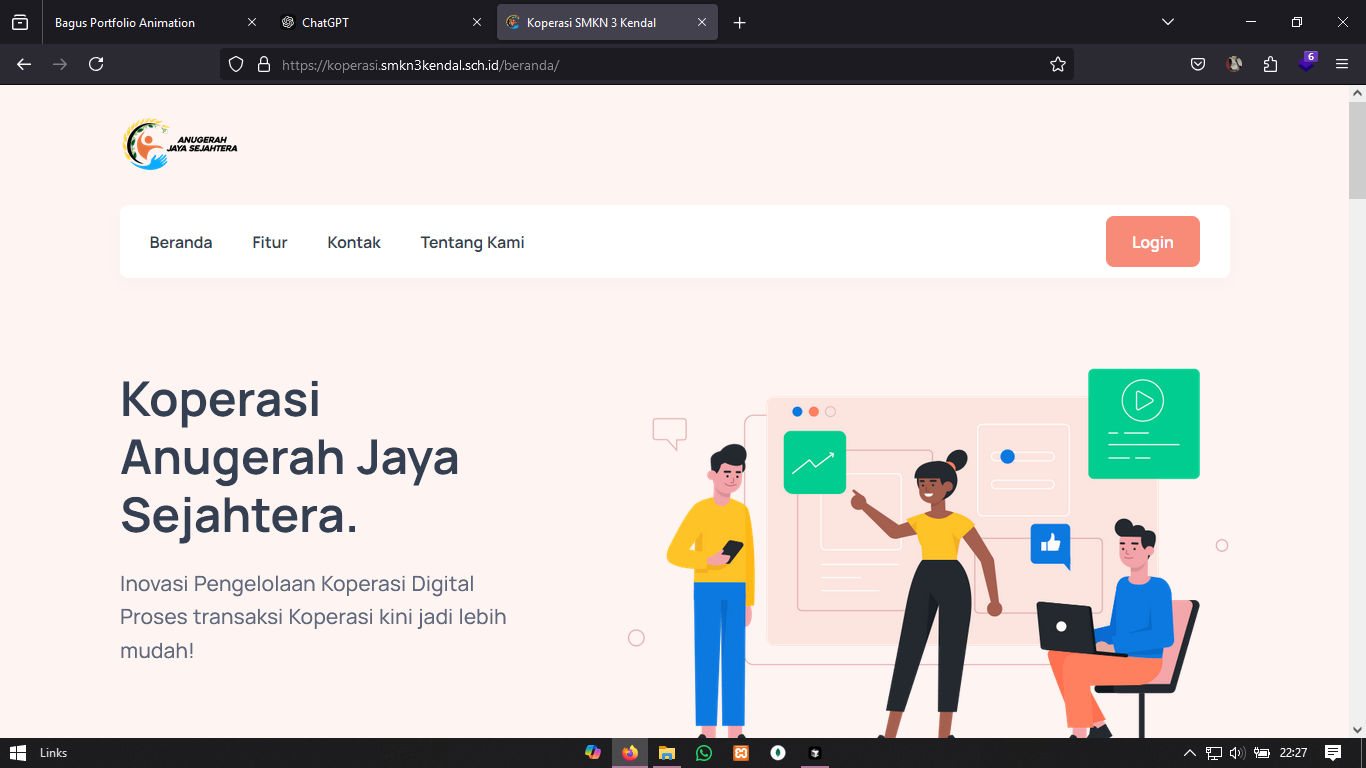 Bagus Portfolio Animation
ChatGPT
Koperasi SMKN 3 Kendal
https://koperasi.smkn3kendal.sch.id/beranda/
6
ANUGERAH
JAYA SEJAHTERA
Beranda
Fitur
Kontak
Tentang Kami
Login
Koperasi
Anugerah Jaya
Sejahtera.
Inovasi Pengelolaan Koperasi Digital
Proses transaksi Koperasi kini jadi lebih
mudah!
Links
22:27